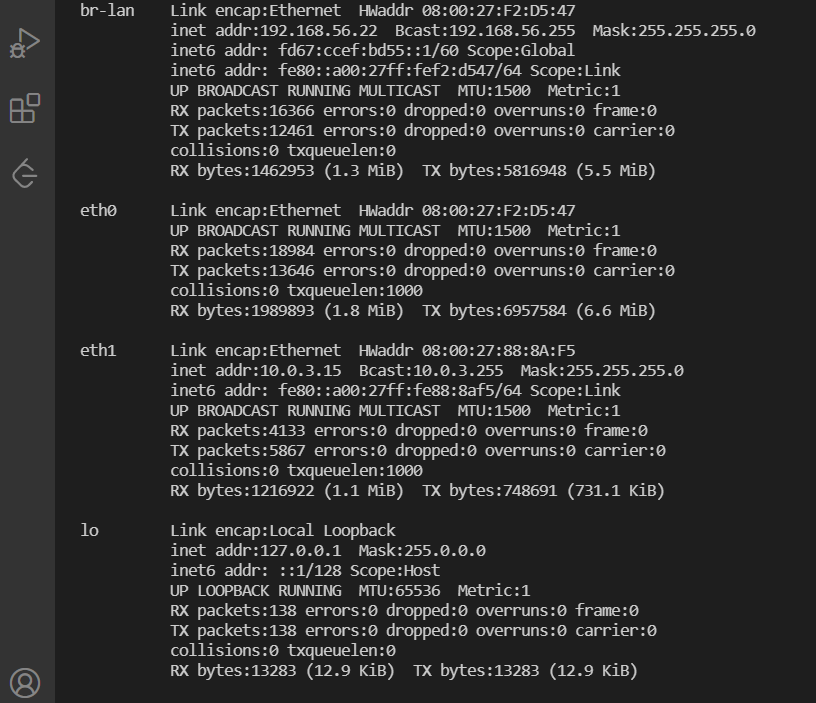 br-lan    Link encap:Ethernet  HWaddr 08:00:27:F2:D5:47
          inet addr:192.168.56.22  Bcast:192.168.56.255  Mask:255.255.255.0
          inet6 addr: fd67:ccef:bd55::1/60 Scope:Global
          inet6 addr: fe80::a00:27ff:fef2:d547/64 Scope:Link
          UP BROADCAST RUNNING MULTICAST  MTU:1500  Metric:1
          RX packets:16366 errors:0 dropped:0 overruns:0 frame:0
          TX packets:12461 errors:0 dropped:0 overruns:0 carrier:0
          collisions:0 txqueuelen:0
          RX bytes:1462953 (1.3 MiB)  TX bytes:5816948 (5.5 MiB)

eth0      Link encap:Ethernet  HWaddr 08:00:27:F2:D5:47
          UP BROADCAST RUNNING MULTICAST  MTU:1500  Metric:1
          RX packets:18984 errors:0 dropped:0 overruns:0 frame:0
          TX packets:13646 errors:0 dropped:0 overruns:0 carrier:0
          collisions:0 txqueuelen:1000
          RX bytes:1989893 (1.8 MiB)  TX bytes:6957584 (6.6 MiB)

eth1      Link encap:Ethernet  HWaddr 08:00:27:88:8A:F5
          inet addr:10.0.3.15  Bcast:10.0.3.255  Mask:255.255.255.0
          inet6 addr: fe80::a00:27ff:fe88:8af5/64 Scope:Link
          UP BROADCAST RUNNING MULTICAST  MTU:1500  Metric:1
          RX packets:4133 errors:0 dropped:0 overruns:0 frame:0
          TX packets:5867 errors:0 dropped:0 overruns:0 carrier:0
          collisions:0 txqueuelen:1000
          RX bytes:1216922 (1.1 MiB)  TX bytes:748691 (731.1 KiB)

lo        Link encap:Local Loopback
          inet addr:127.0.0.1  Mask:255.0.0.0
          inet6 addr: ::1/128 Scope:Host
          UP LOOPBACK RUNNING  MTU:65536  Metric:1
          RX packets:138 errors:0 dropped:0 overruns:0 frame:0
          TX packets:138 errors:0 dropped:0 overruns:0 carrier:0
          collisions:0 txqueuelen:0
          RX bytes:13283 (12.9 KiB)  TX bytes:13283 (12.9 KiB)